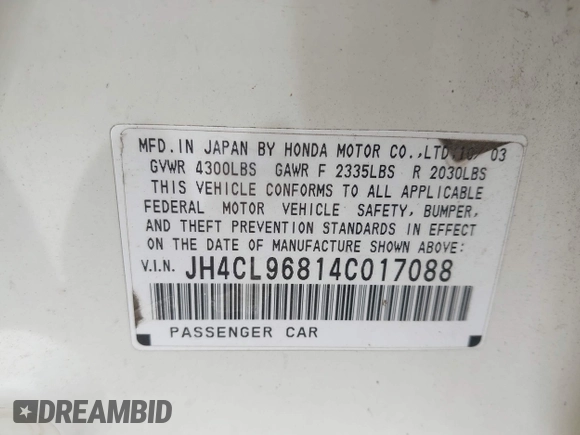 MFD. IN JAPAN BY HONDA MOTOR CO.,LTD 10 03
GVWR 4300LBS GAWR F 2335LBS R 2030LBS
THIS VEHICLE CONFORMS TO ALL APPLICABLE
FEDERAL MOTOR VEHICLE SAFETY, BUMPER,
AND THEFT PREVENTION STANDARDS IN EFFECT
ON THE DATE OF MANUFACTURE SHOWN ABOVE:
V.I.N. JH4CL96814C017088
PASSENGER CAR
DREAMBID